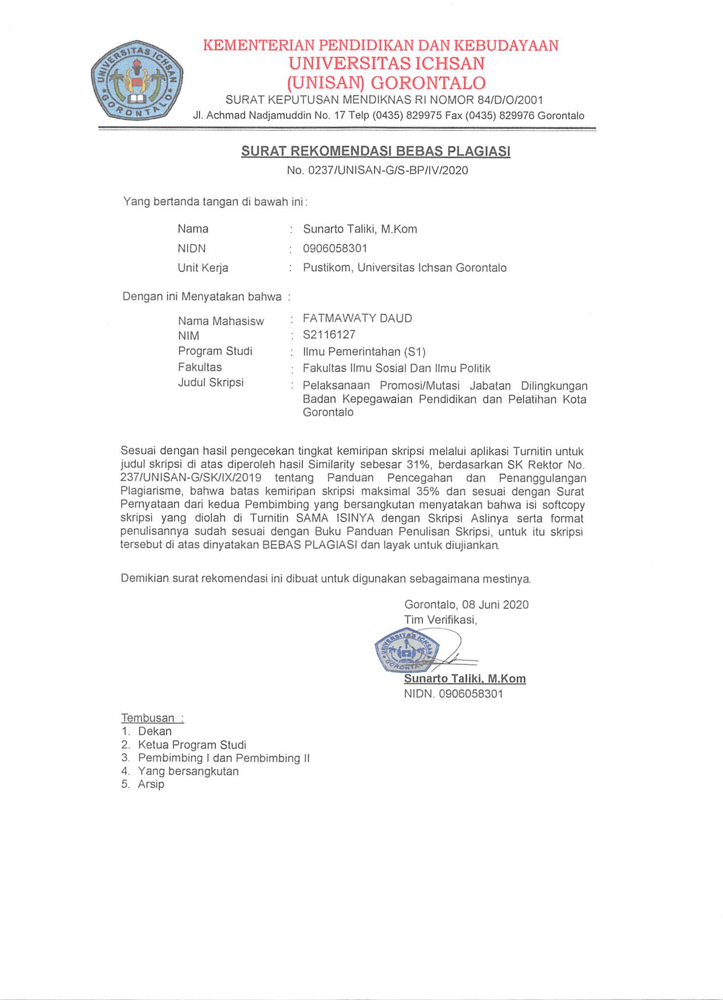 UNIVERSITAS ICHSAN
GORONTALO
KEMENTERIAN PENDIDIKAN DAN KEBUDAYAAN
UNIVERSITAS ICHSAN
(UNISAN) GORONTALO
SURAT KEPUTUSAN MENDIKNAS RI NOMOR 84/D/O/2001
Jl. Achmad Nadjamuddin No. 17 Telp (0435) 829975 Fax (0435) 829976 Gorontalo
SURAT REKOMENDASI BEBAS PLAGIASI
No. 0237/UNISAN-G/S-BP/IV/2020
Yang bertanda tangan di bawah ini :
Nama : Sunarto Taliki, M.Kom
NIDN : 0906058301
Unit Kerja : Pustikom, Universitas Ichsan Gorontalo
Dengan ini Menyatakan bahwa :
Nama Mahasisw : FATMAWATY DAUD
NIM : S2116127
Program Studi : Ilmu Pemerintahan (S1)
Fakultas : Fakultas Ilmu Sosial Dan Ilmu Politik
Judul Skripsi : Pelaksanaan Promosi/Mutasi Jabatan Dilingkungan
Badan Kepegawaian Pendidikan dan Pelatihan Kota
Gorontalo
Sesuai dengan hasil pengecekan tingkat kemiripan skripsi melalui aplikasi Turnitin untuk
judul skripsi di atas diperoleh hasil Similarity sebesar 31%, berdasarkan SK Rektor No.
237/UNISAN-G/SK/IX/2019 tentang Panduan Pencegahan dan Penanggulangan
Plagiarisme, bahwa batas kemiripan skripsi maksimal 35% dan sesuai dengan Surat
Pernyataan dari kedua Pembimbing yang bersangkutan menyatakan bahwa isi softcopy
skripsi yang diolah di Turnitin SAMA ISINYA dengan Skripsi Aslinya serta format
penulisannya sudah sesuai dengan Buku Panduan Penulisan Skripsi, untuk itu skripsi
tersebut di atas dinyatakan BEBAS PLAGIASI dan layak untuk diujiankan.
Demikian surat rekomendasi ini dibuat untuk digunakan sebagaimana mestinya.
Gorontalo, 08 Juni 2020
Tim Verifikasi,
UNIVERSITAS ICHSAN
GORONTALO
Sunarto Taliki, M.Kom
NIDN. 0906058301
Tembusan :
1. Dekan
2. Ketua Program Studi
3. Pembimbing I dan Pembimbing II
4. Yang bersangkutan
5. Arsip